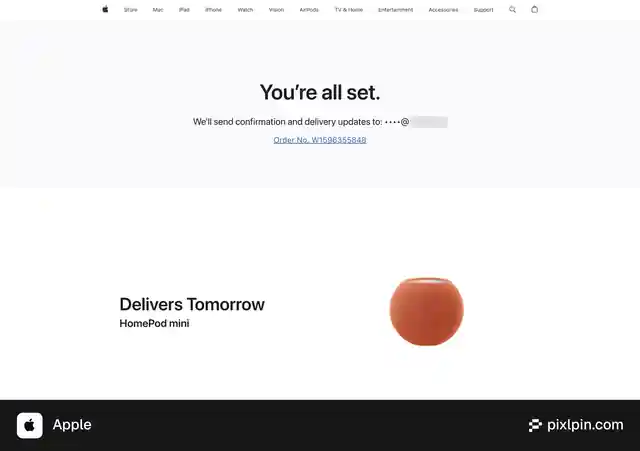 Store Mac iPad iPhone Watch Vision AirPods TV & Home Entertainment Accessories Support
You're all set.
We'll send confirmation and delivery updates to: ••••@
Order No. W1596355848
Delivers Tomorrow
HomePod mini
Apple
pixlpin.com